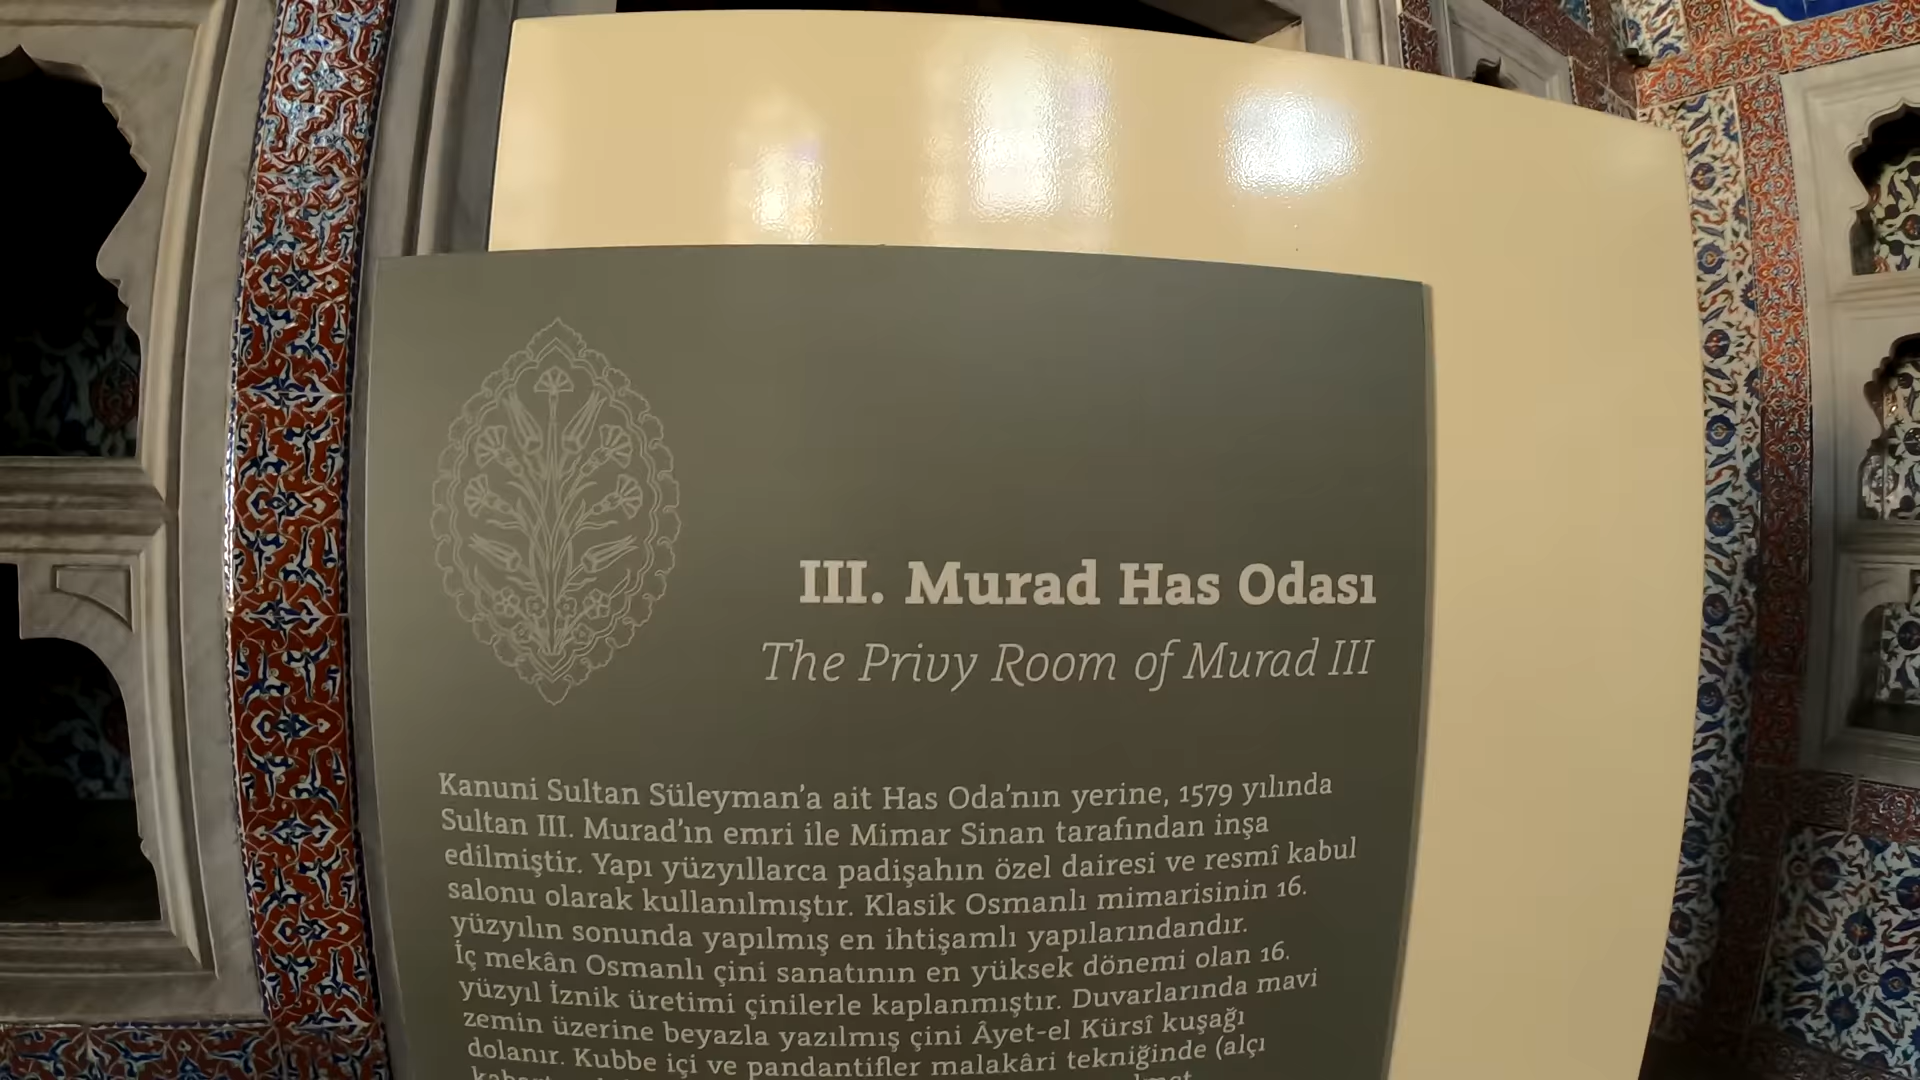 III. Murad Has Odası
The Privy Room of Murad III
Kanuni Sultan Süleyman’a ait Has Oda’nın yerine, 1579 yılında
Sultan III. Murad’ın emri ile Mimar Sinan tarafından inşa
edilmiştir. Yapı yüzyıllarca padişahın özel dairesi ve resmî kabul
salonu olarak kullanılmıştır. Klasik Osmanlı mimarisinin 16.
yüzyılın sonunda yapılmış en ihtişamlı yapılarındandır.
İç mekân Osmanlı çini sanatının en yüksek dönemi olan 16.
yüzyıl İznik üretimi çinilerle kaplanmıştır. Duvarlarında mavi
zemin üzerine beyazla yazılmış çini Âyet-el Kürsî kuşağı
dolanır. Kubbe içi ve pandantifler malakâri tekniğinde (alçı